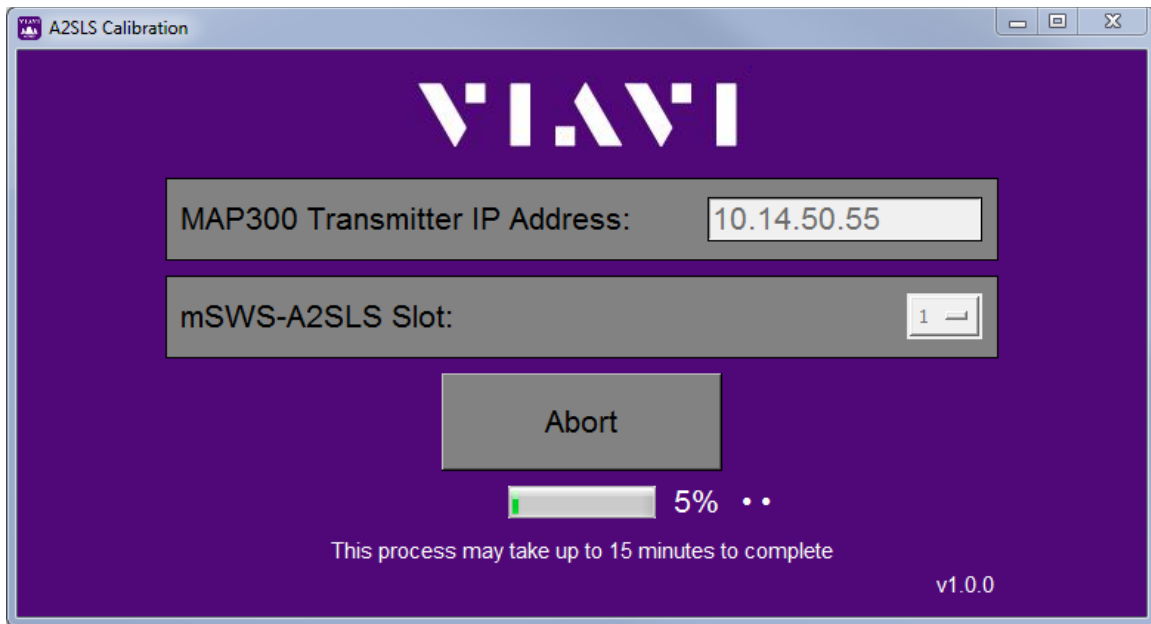 VIAVI
A2SLS Calibration
VIAVI
MAP300 Transmitter IP Address: 10.14.50.55
mSWS-A2SLS Slot: 1
Abort
5%
This process may take up to 15 minutes to complete
v1.0.0